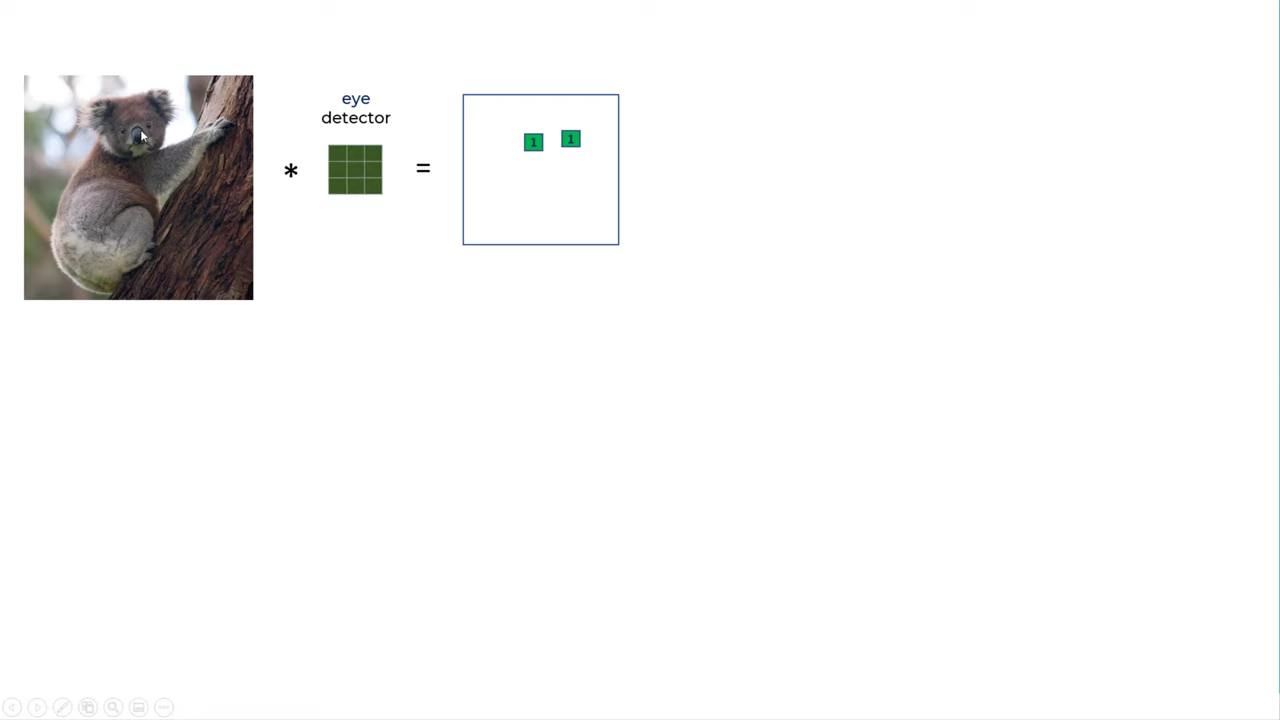 eye
detector
*
=
1
1